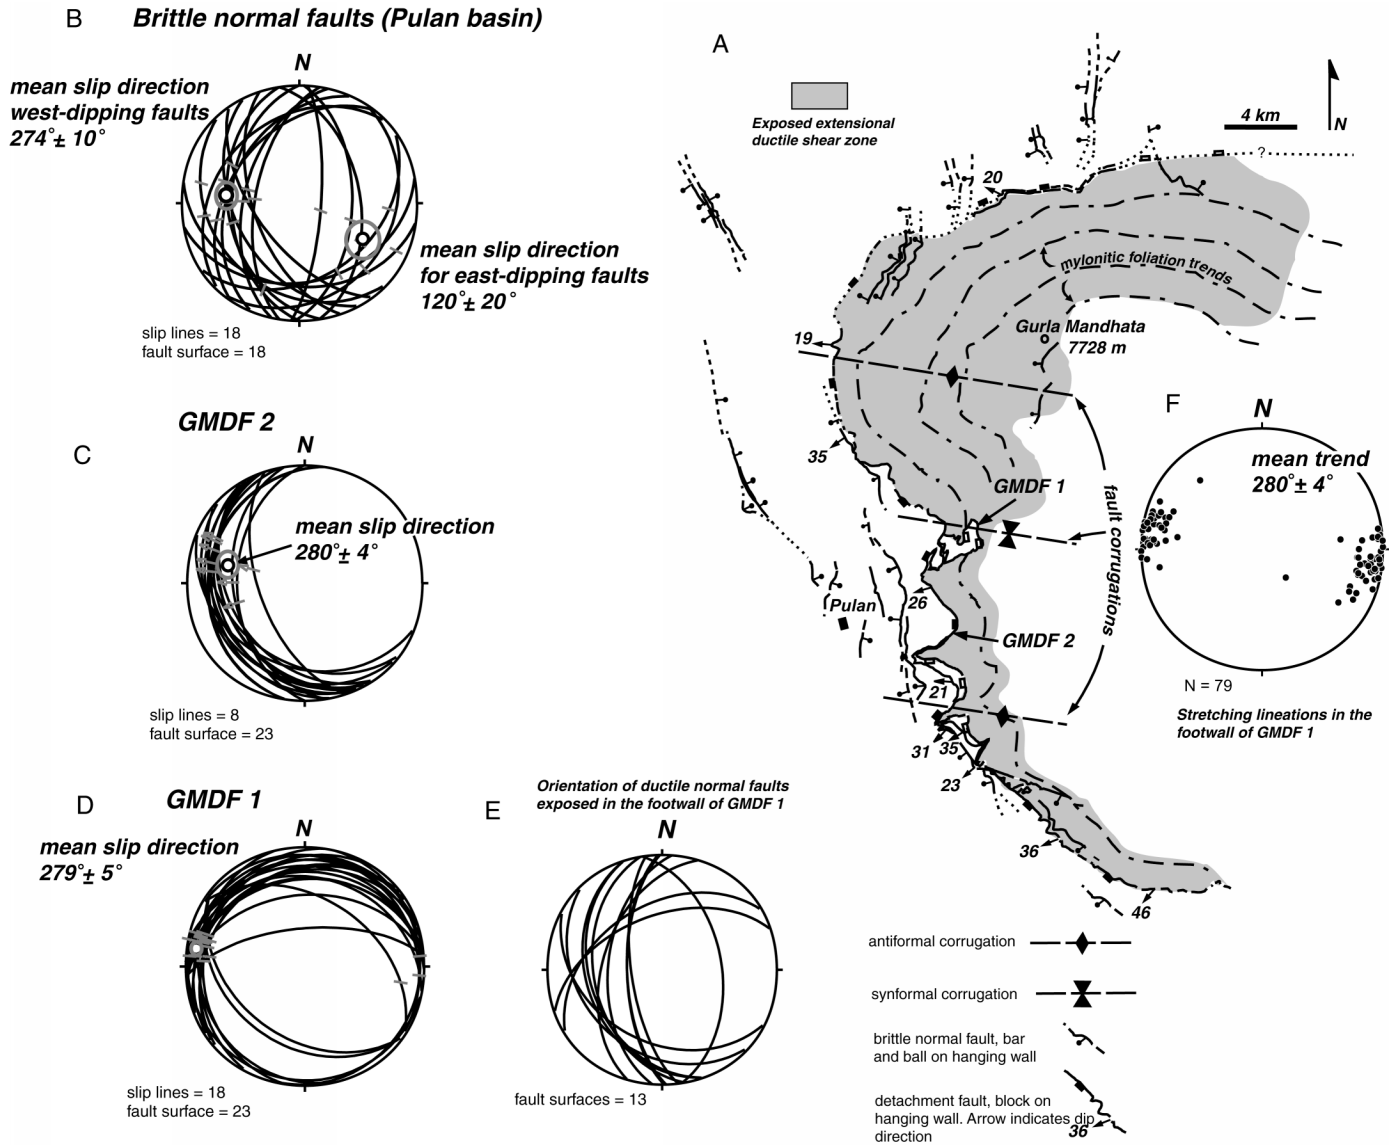 B
Brittle normal faults (Pulan basin)
N
mean slip direction
west-dipping faults
274°± 10°
mean slip direction
for east-dipping faults
120°± 20°
slip lines = 18
fault surface = 18
GMDF 2
C
N
mean slip direction
280°± 4°
slip lines = 8
fault surface = 23
D
GMDF 1
mean slip direction
279°± 5°
N
slip lines = 18
fault surface = 23
E
Orientation of ductile normal faults
exposed in the footwall of GMDF 1
N
fault surfaces = 13
A
Exposed extensional
ductile shear zone
4 km
N
?
20
mylonitic foliation trends
Gurla Mandhata
7728 m
19
35
GMDF 1
fault corrugations
26
Pulan
GMDF 2
21
31
35
23
36
46
F
N
mean trend
280°± 4°
N = 79
Stretching lineations in the
footwall of GMDF 1
antiformal corrugation
synformal corrugation
brittle normal fault, bar
and ball on hanging wall
detachment fault, block on
hanging wall. Arrow indicates dip
direction
36